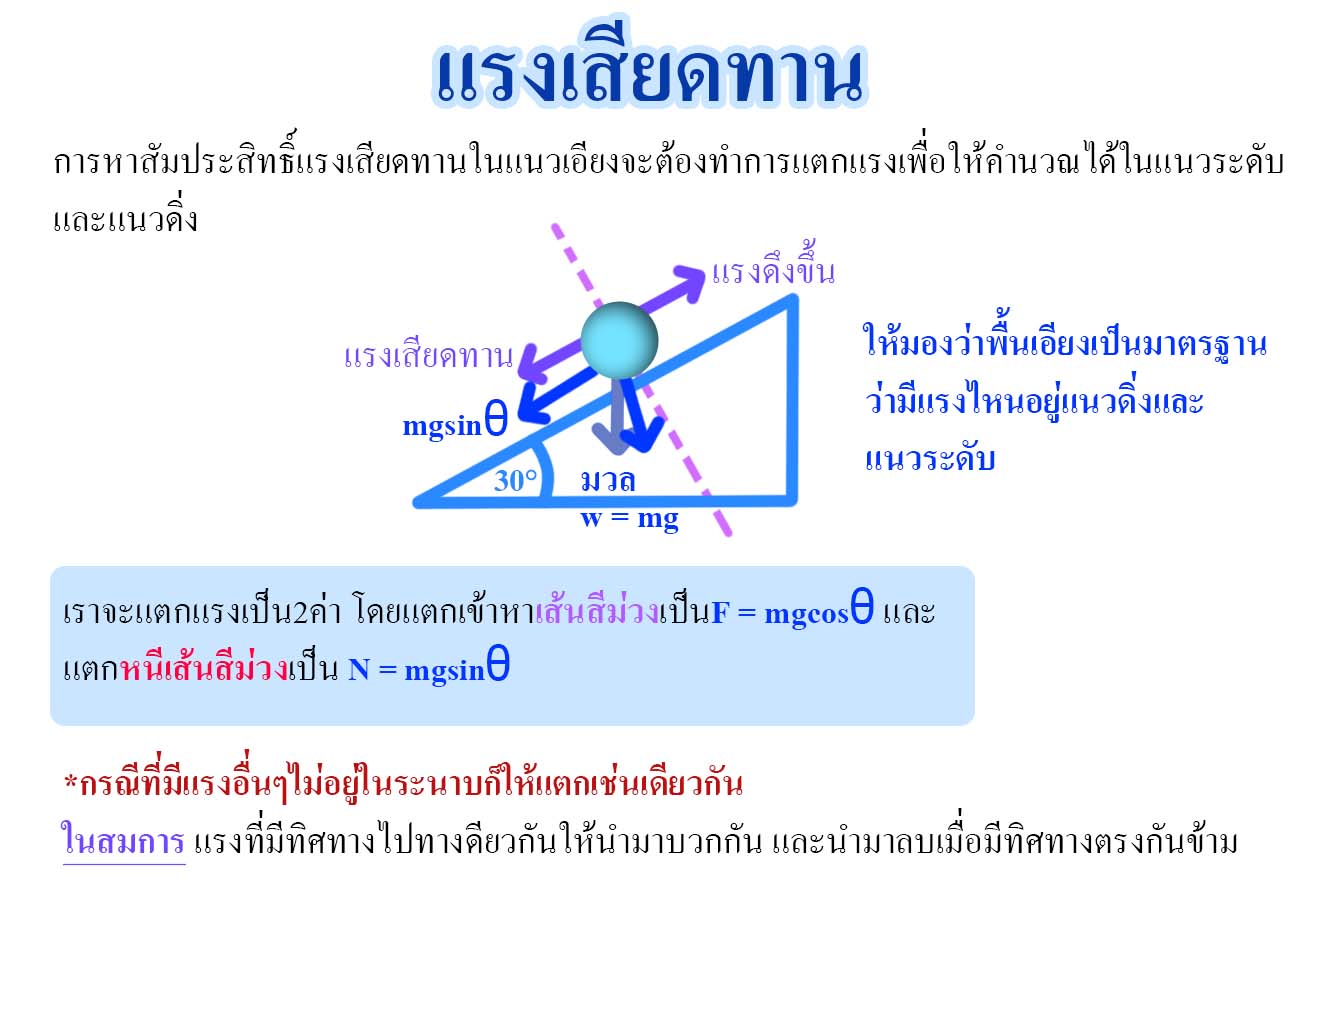 แรงเสียดทาน
การหาสัมประสิทธิ์แรงเสียดทานในแนวเอียงจะต้องทำการแตกแรงเพื่อให้คำนวณได้ในแนวระดับ
และแนวดิ่ง
แรงดึงขึ้น
แรงเสียดทาน
mgsinθ
30°
มวล
w = mg
ให้มองว่าพื้นเอียงเป็นมาตรฐาน
ว่ามีแรงไหนอยู่แนวดิ่งและ
แนวระดับ
เราจะแตกแรงเป็น2ค่า โดยแตกเข้าหาเส้นสีม่วงเป็นF = mgcosθ และ
แตกหนีเส้นสีม่วงเป็น N = mgsinθ
*กรณีที่มีแรงอื่นๆไม่อยู่ในระนาบก็ให้แตกเช่นเดียวกัน
ในสมการ แรงที่มีทิศทางไปทางดียวกันให้นำมาบวกกัน และนำมาลบเมื่อมีทิศทางตรงกันข้าม